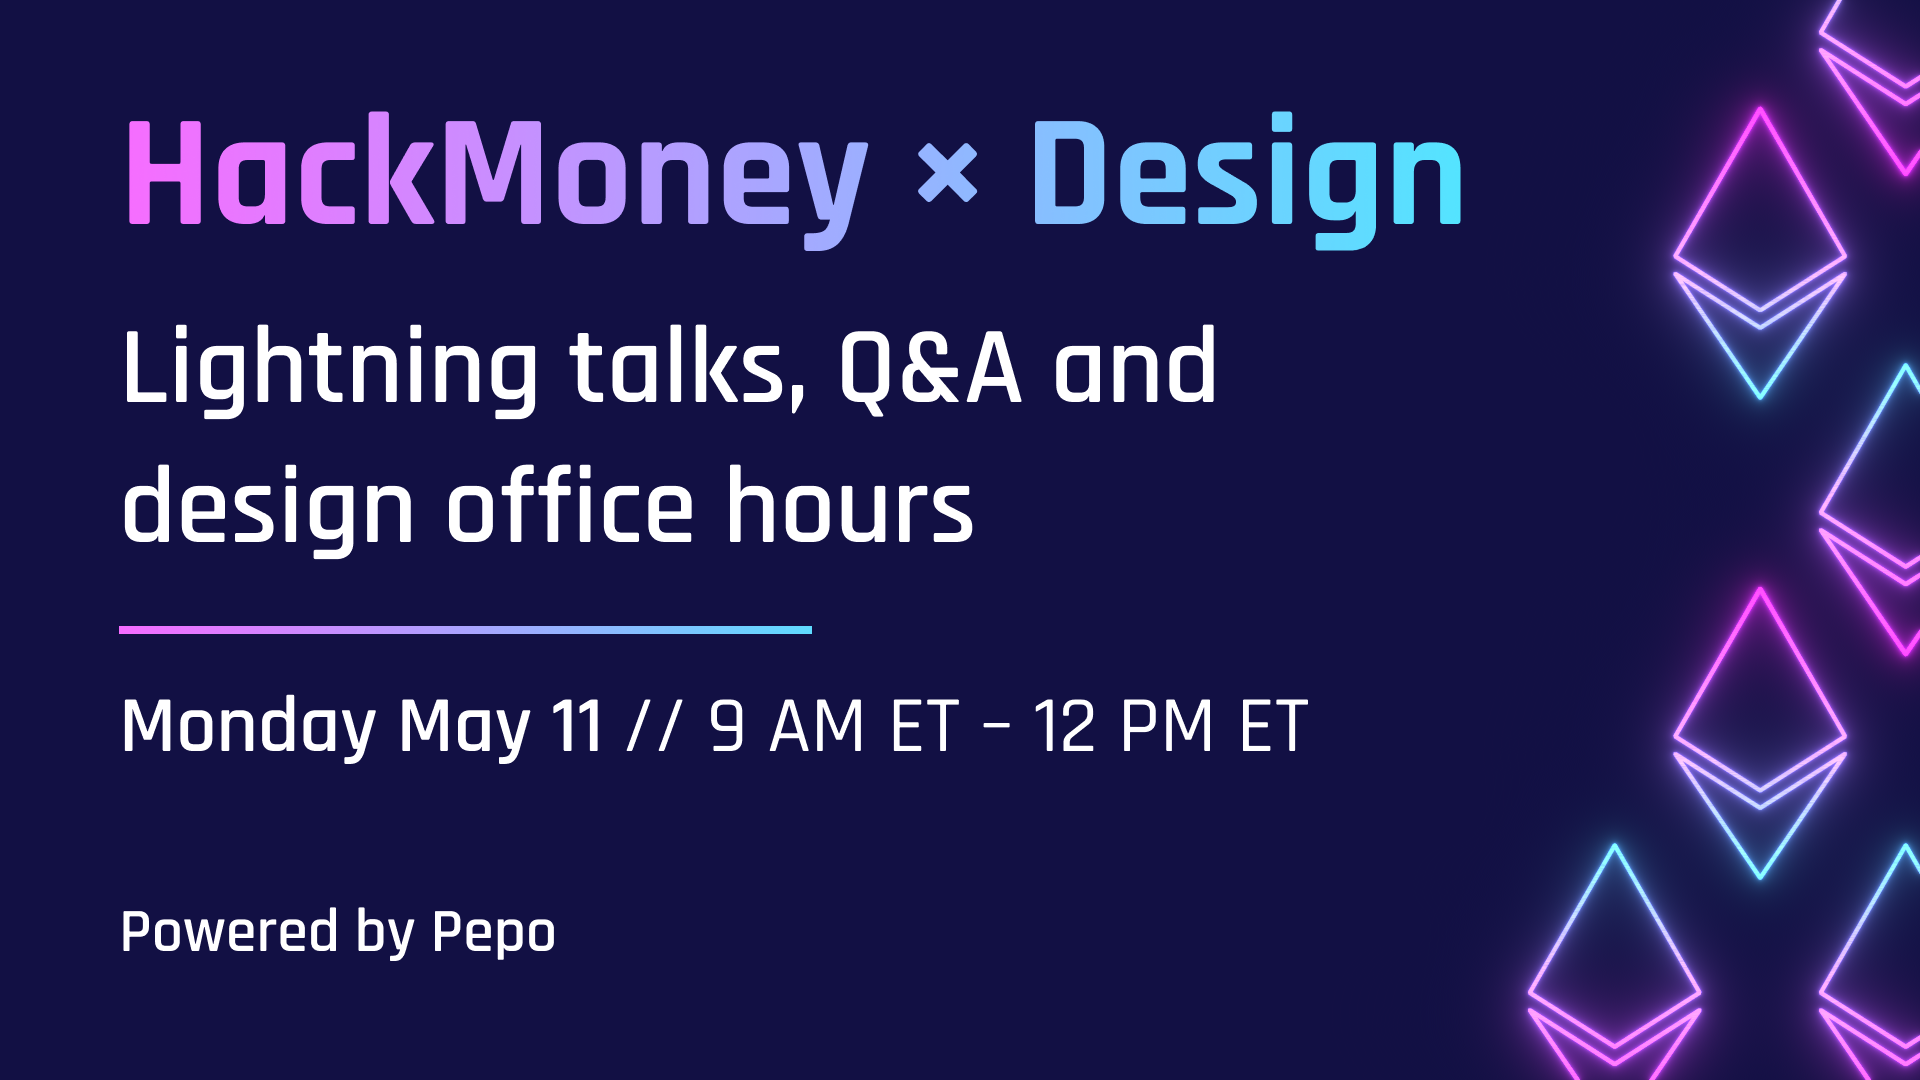 HackMoney × Design
Lightning talks, Q&A and
design office hours
Monday May 11 // 9 AM ET – 12 PM ET
Powered by Pepo